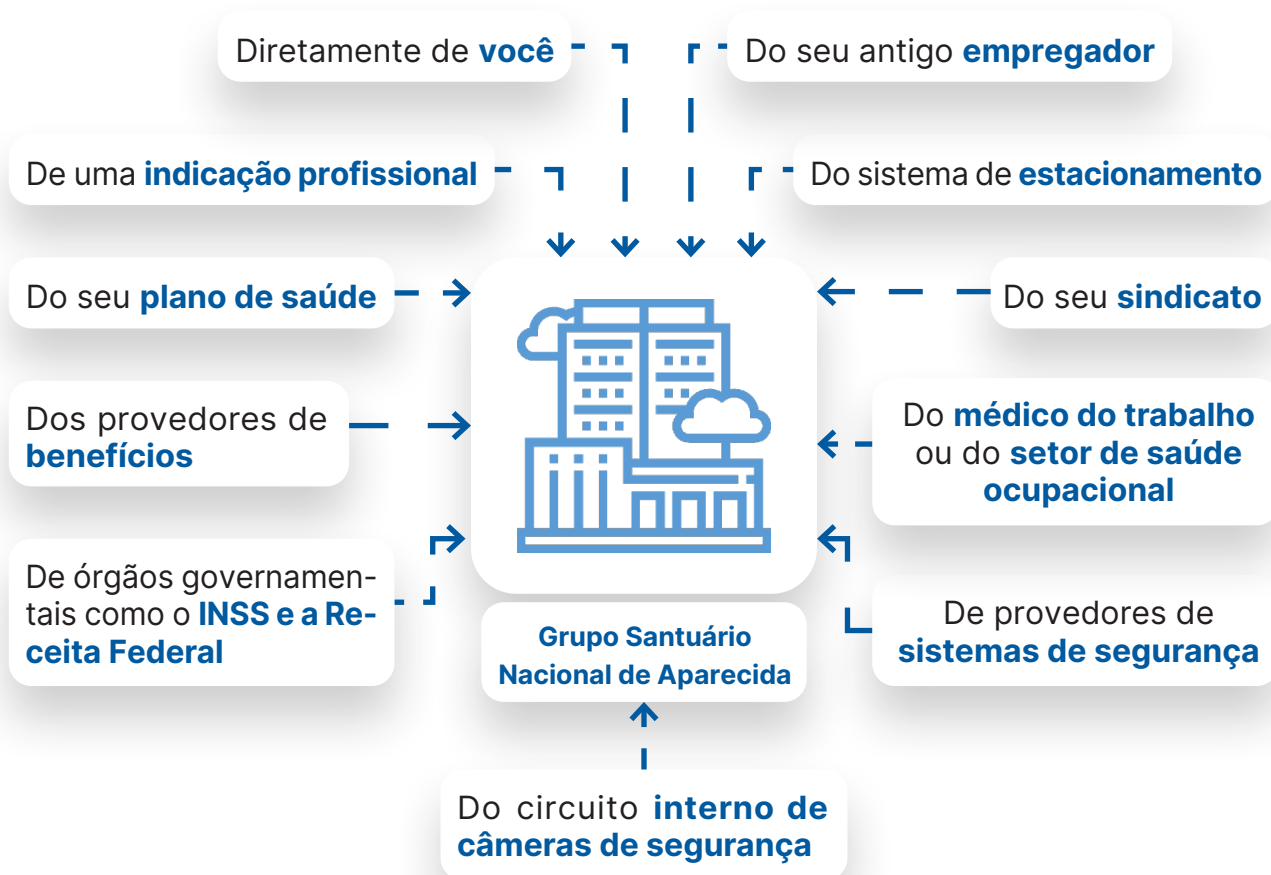 Diretamente de você
Do seu antigo empregador
De uma indicação profissional
Do sistema de estacionamento
Do seu plano de saúde
Do seu sindicato
Dos provedores de
benefícios
Do médico do trabalho
ou do setor de saúde
ocupacional
De órgãos governamen-
tais como o INSS e a Re-
ceita Federal
De provedores de
sistemas de segurança
Grupo Santuário
Nacional de Aparecida
Do circuito interno de
câmeras de segurança